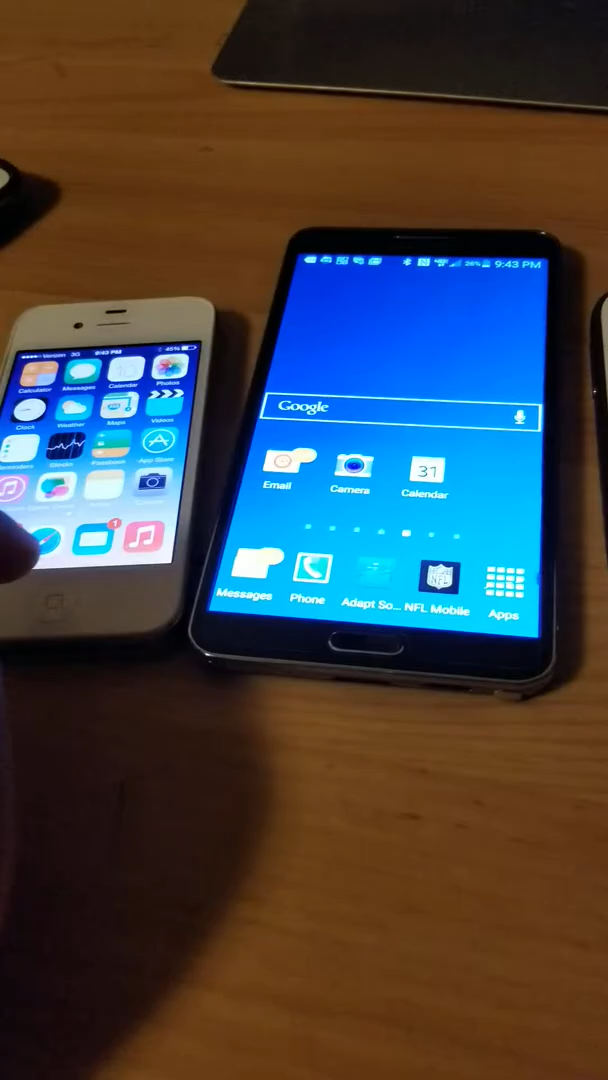 Verizon 3G 9:43 PM 45%
Calculator Messages Calendar Photos
Clock Weather Maps Videos
Reminders Stocks Passbook App Store
1
26% 9:43 PM
Google
Email Camera 31 Calendar
Messages Phone Adapt So... NFL NFL Mobile Apps